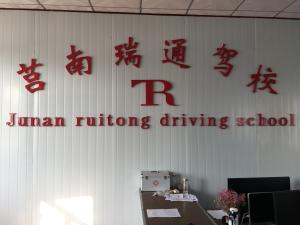 莒南瑞通驾校
TR
Junan ruitong driving school